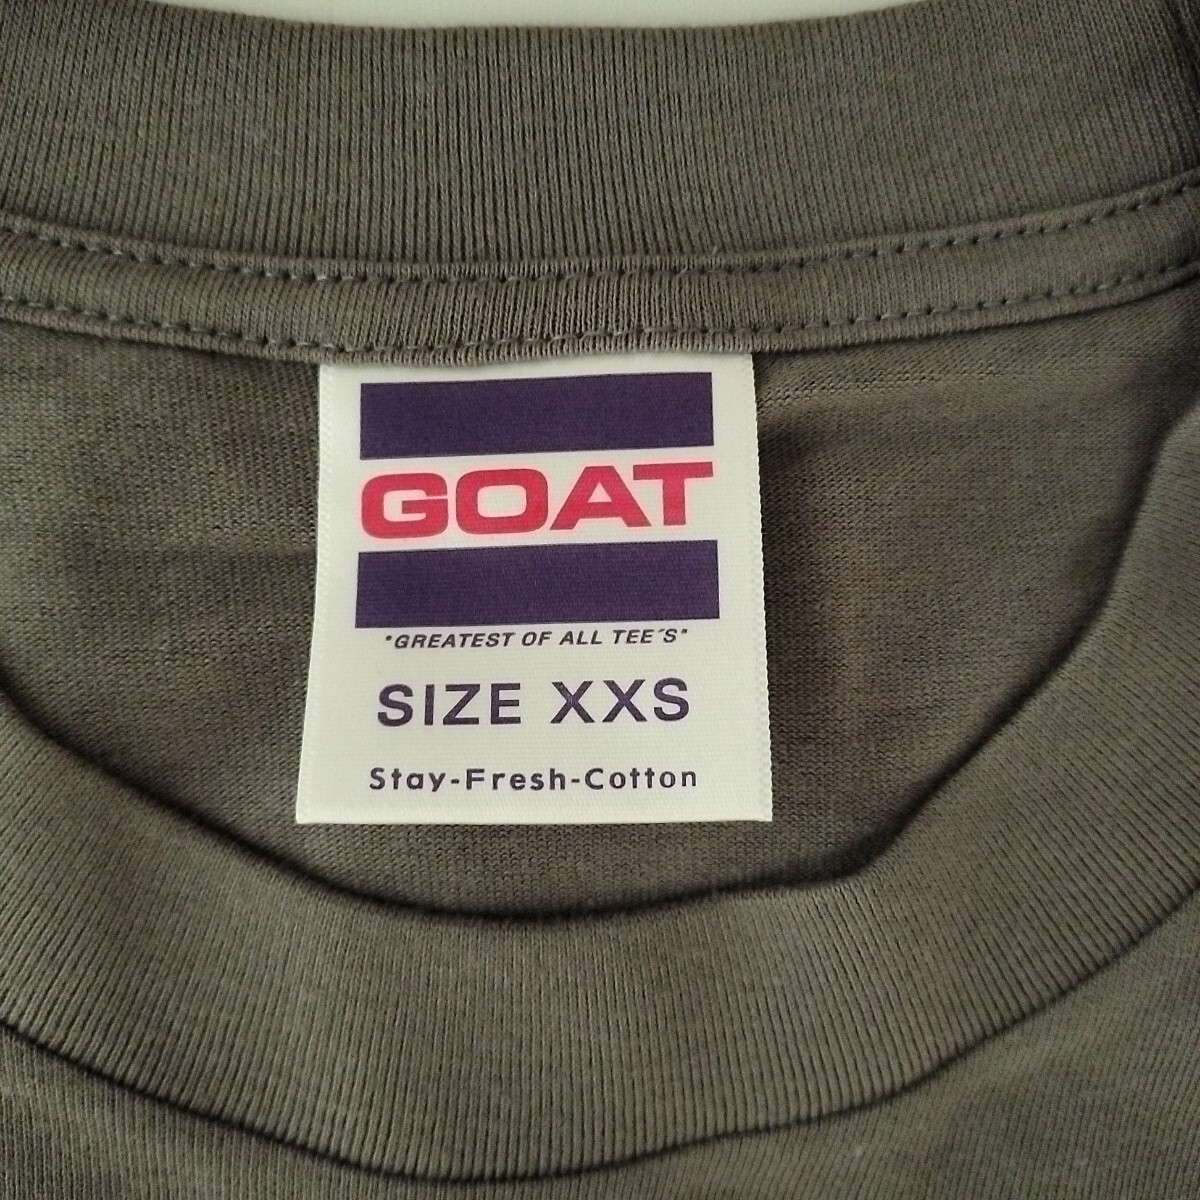 GOAT
"GREATEST OF ALL TEE'S"
SIZE XXS
Stay-Fresh-Cotton